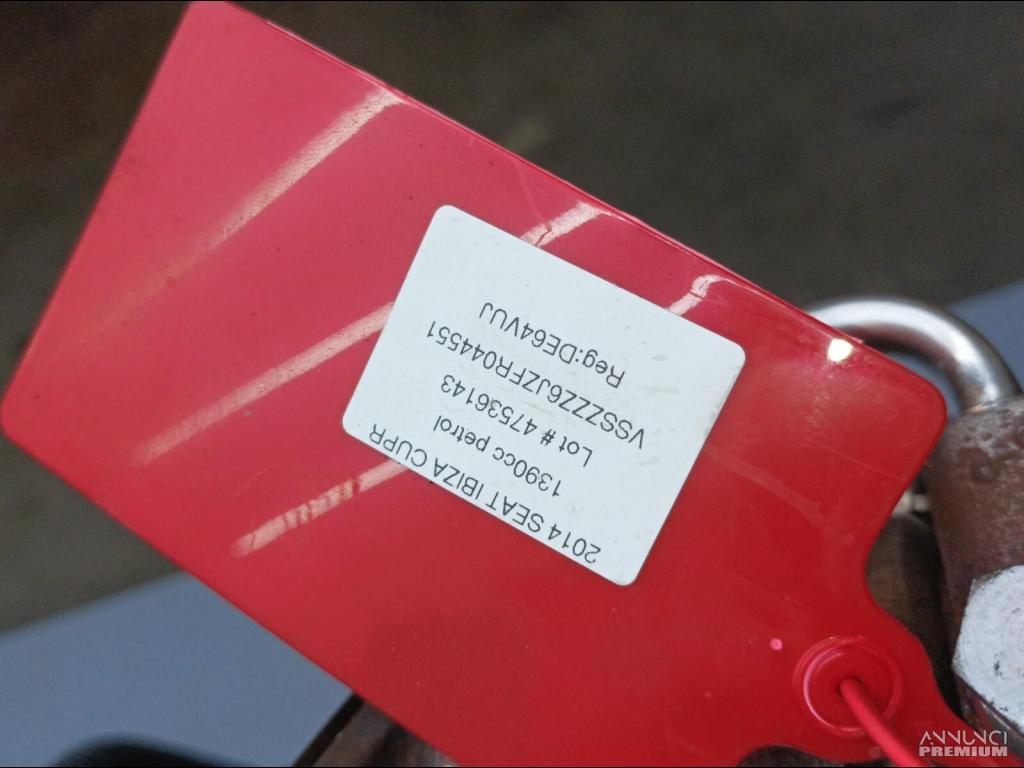 2014 SEAT IBIZA CUPR
1390cc petrol
Lot # 47536143
VSSZZZ6JZFR044551
Reg:DE64VUJ
ANNUNCI
PREMIUM